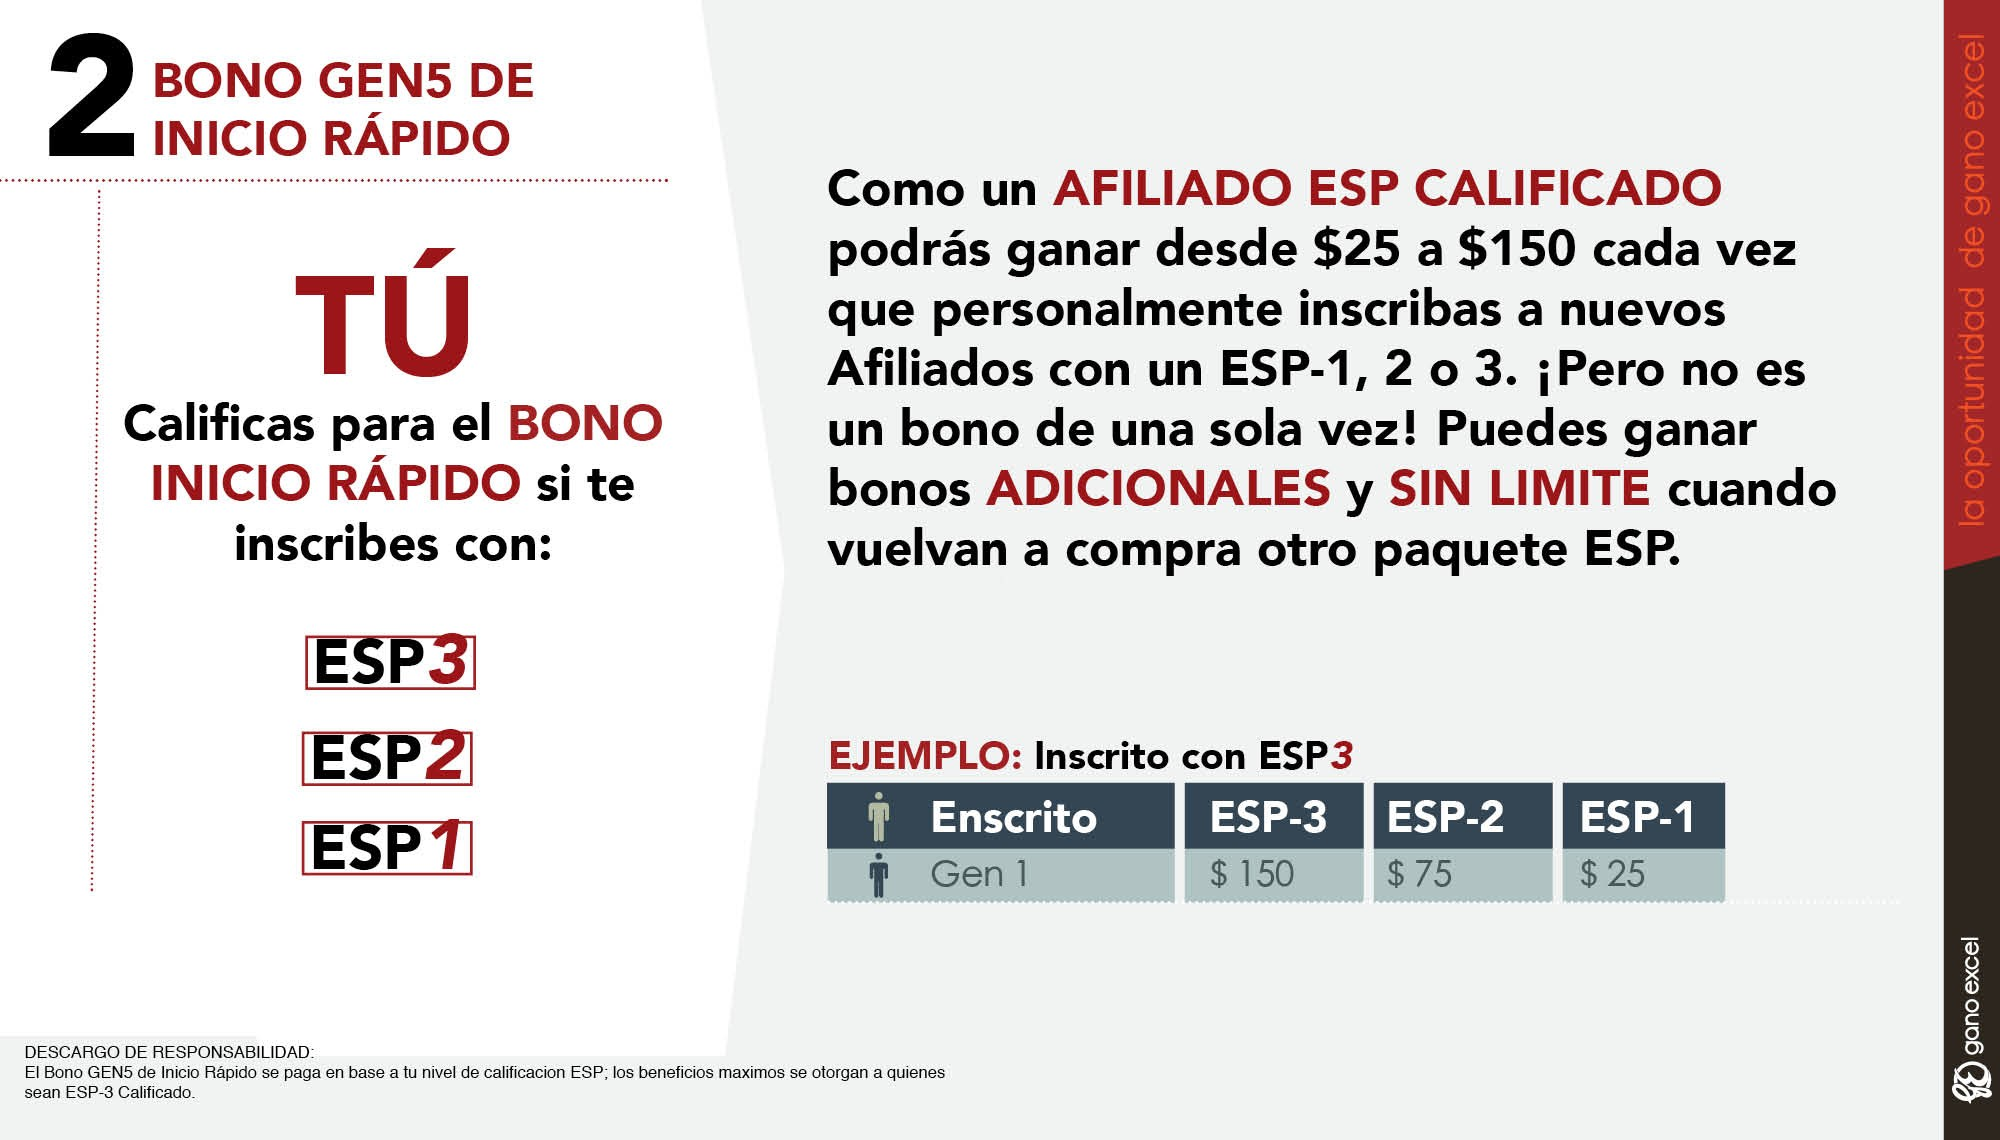 2
BONO GEN5 DE
INICIO RÁPIDO
TÚ
Calificas para el BONO
INICIO RÁPIDO si te
inscribes con:
ESP3
ESP2
ESP1
Como un AFILIADO ESP CALIFICADO
podrás ganar desde $25 a $150 cada vez
que personalmente inscribas a nuevos
Afiliados con un ESP-1, 2 o 3. ¡Pero no es
un bono de una sola vez! Puedes ganar
bonos ADICIONALES y SIN LIMITE cuando
vuelvan a compra otro paquete ESP.
EJEMPLO: Inscrito con ESP3
Enscrito ESP-3 ESP-2 ESP-1
Gen 1 $ 150 $ 75 $ 25
DESCARGO DE RESPONSABILIDAD:
El Bono GEN5 de Inicio Rápido se paga en base a tu nivel de calificacion ESP; los beneficios maximos se otorgan a quienes
sean ESP-3 Calificado.
la oportunidad de gano excel
gano excel